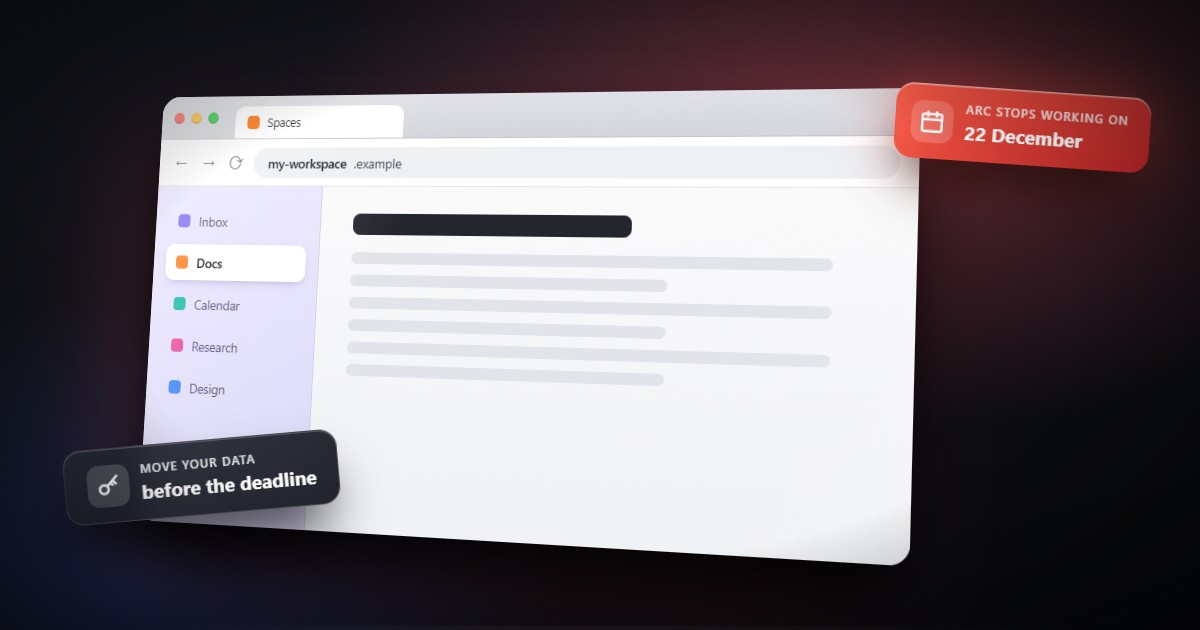 Spaces
ARC STOPS WORKING ON
22 December
my-workspace .example
Inbox
Docs
Calendar
Research
Design
MOVE YOUR DATA
before the deadline